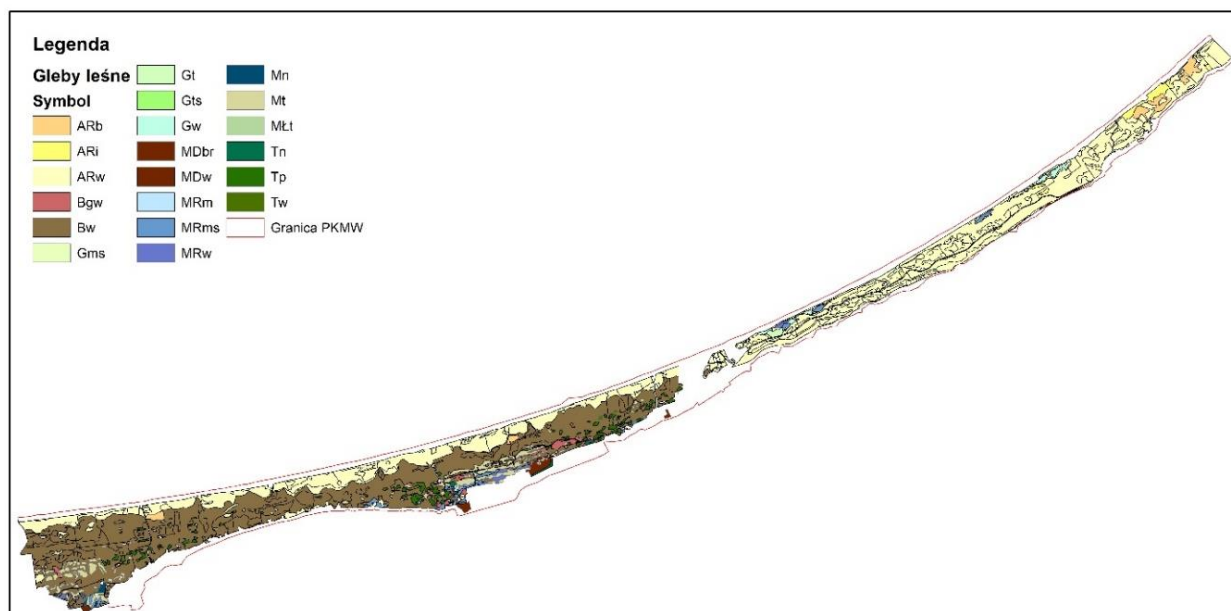 Legenda
Gleby leśne
Symbol
ARb
ARi
ARw
Bgw
Bw
Gms
Gt
Gts
Gw
MDbr
MDw
MRm
MRms
MRw
Mn
Mt
MŁt
Tn
Tp
Tw
Granica PKMW